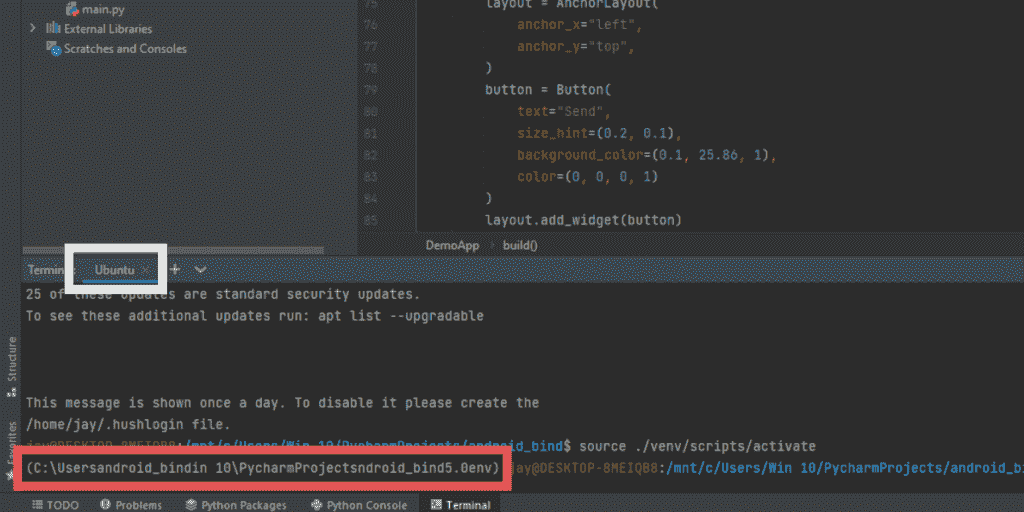 main.py
External Libraries
Scratches and Consoles
75 layout = AnchorLayout(
76 anchor_x="left",
77 anchor_y="top",
78 )
79 button = Button(
80 text="Send",
81 size_hint=(0.2, 0.1),
82 background_color=(0.1, 25.86, 1),
83 color=(0, 0, 0, 1)
84 )
85 layout.add_widget(button)
DemoApp build()
Ubuntu × +
25 of these updates are standard security updates.
To see these additional updates run: apt list --upgradable
This message is shown once a day. To disable it please create the
/home/jay/.hushlogin file.
jay@DESKTOP-8MEIQB8:/mnt/c/Users/Win 10/PycharmProjects/android_bind$ source ./venv/scripts/activate
(C:\Usersandroid_bindin 10\PycharmProjectsndroid_bind5.0env) jay@DESKTOP-8MEIQB8:/mnt/c/Users/Win 10/PycharmProjects/android_bi
Structure
Favorites
TODO Problems Python Packages Python Console Terminal